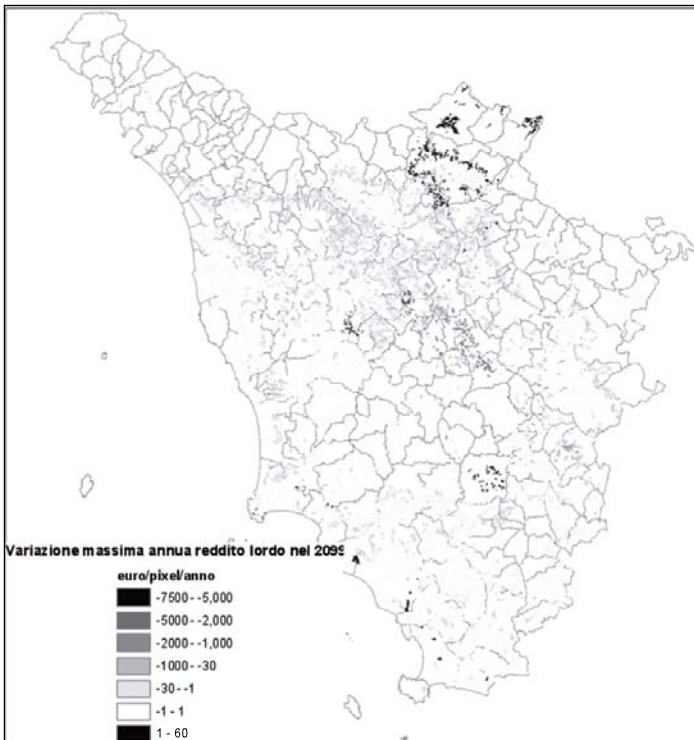 Variazione massima annua reddito lordo nel 2099
euro/pixel/anno
-7500 - -5,000
-5000 - -2,000
-2000 - -1,000
-1000 - -30
-30 - -1
-1 - 1
1 - 60